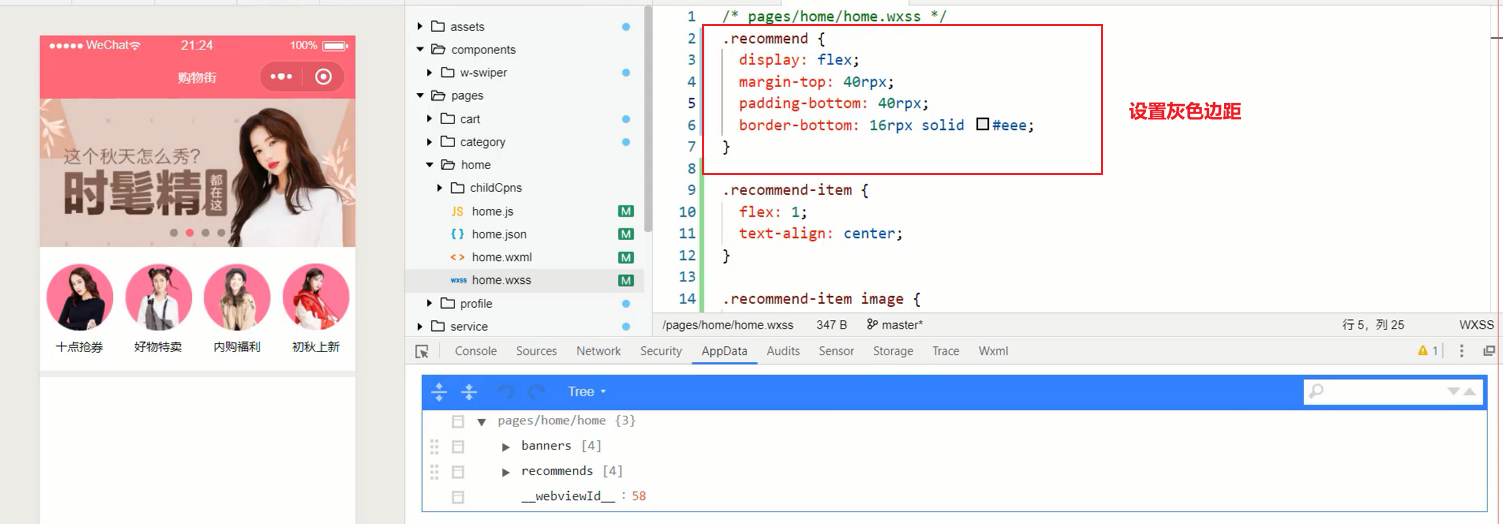 WeChat
21:24
100%
购物街
这个秋天怎么秀?
时髦精
都在这
十点抢券
好物特卖
内购福利
初秋上新
assets
components
w-swiper
pages
cart
category
home
childCpns
JS home.js M
{ } home.json M
< > home.wxml M
wxss home.wxss M
profile
service
1 /* pages/home/home.wxss */
2 .recommend {
3 display: flex;
4 margin-top: 40rpx;
5 padding-bottom: 40rpx;
6 border-bottom: 16rpx solid #eee;
7 }
8
9 .recommend-item {
10 flex: 1;
11 text-align: center;
12 }
13
14 .recommend-item image {
设置灰色边距
/pages/home/home.wxss 347 B master* 行 5, 列 25 WXSS
Console Sources Network Security AppData Audits Sensor Storage Trace Wxml 1
Tree
pages/home/home {3}
banners [4]
recommends [4]
__webviewId__ : 58